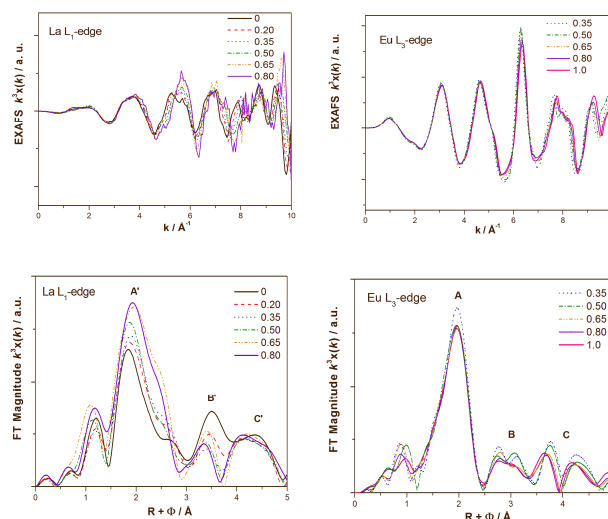 La L₁-edge
0
0.20
0.35
0.50
0.65
0.80
EXAFS k³x(k) / a. u.
0 2 4 6 8 10
k / Å⁻¹
Eu L₃-edge
0.35
0.50
0.65
0.80
1.0
EXAFS k³x(k) / a. u.
0 2 4 6 8
k / Å⁻¹
La L₁-edge
A'
B'
C'
0
0.20
0.35
0.50
0.65
0.80
FT Magnitude k³x(k) / a.u.
0 1 2 3 4 5
R + Φ / Å
Eu L₃-edge
A
B
C
0.35
0.50
0.65
0.80
1.0
FT Magnitude k³x(k) / a.u.
0 1 2 3 4
R + Φ / Å